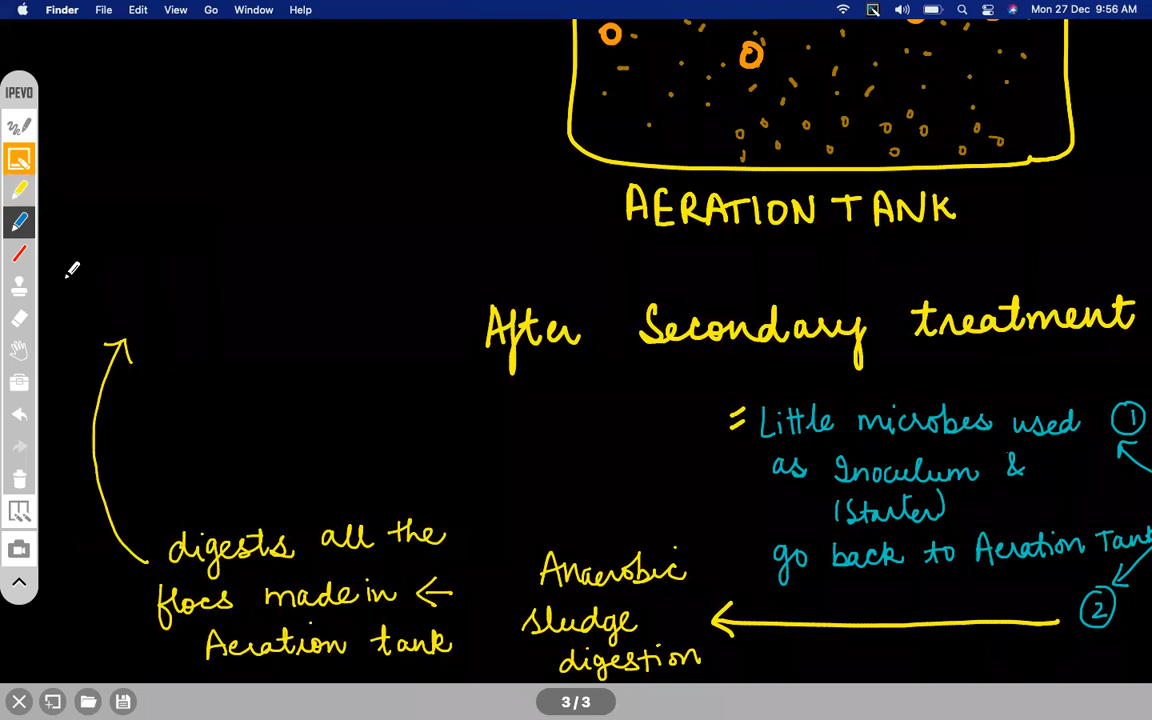 Finder File Edit View Go Window Help Mon 27 Dec 9:56 AM
IPEVO
AERATION TANK
After Secondary treatment
= Little microbes used 1
as Inoculum &
(Starter)
go back to Aeration Tank
2
Anaerobic
sludge
digestion
digests all the
flocs made in
Aeration tank
3/3